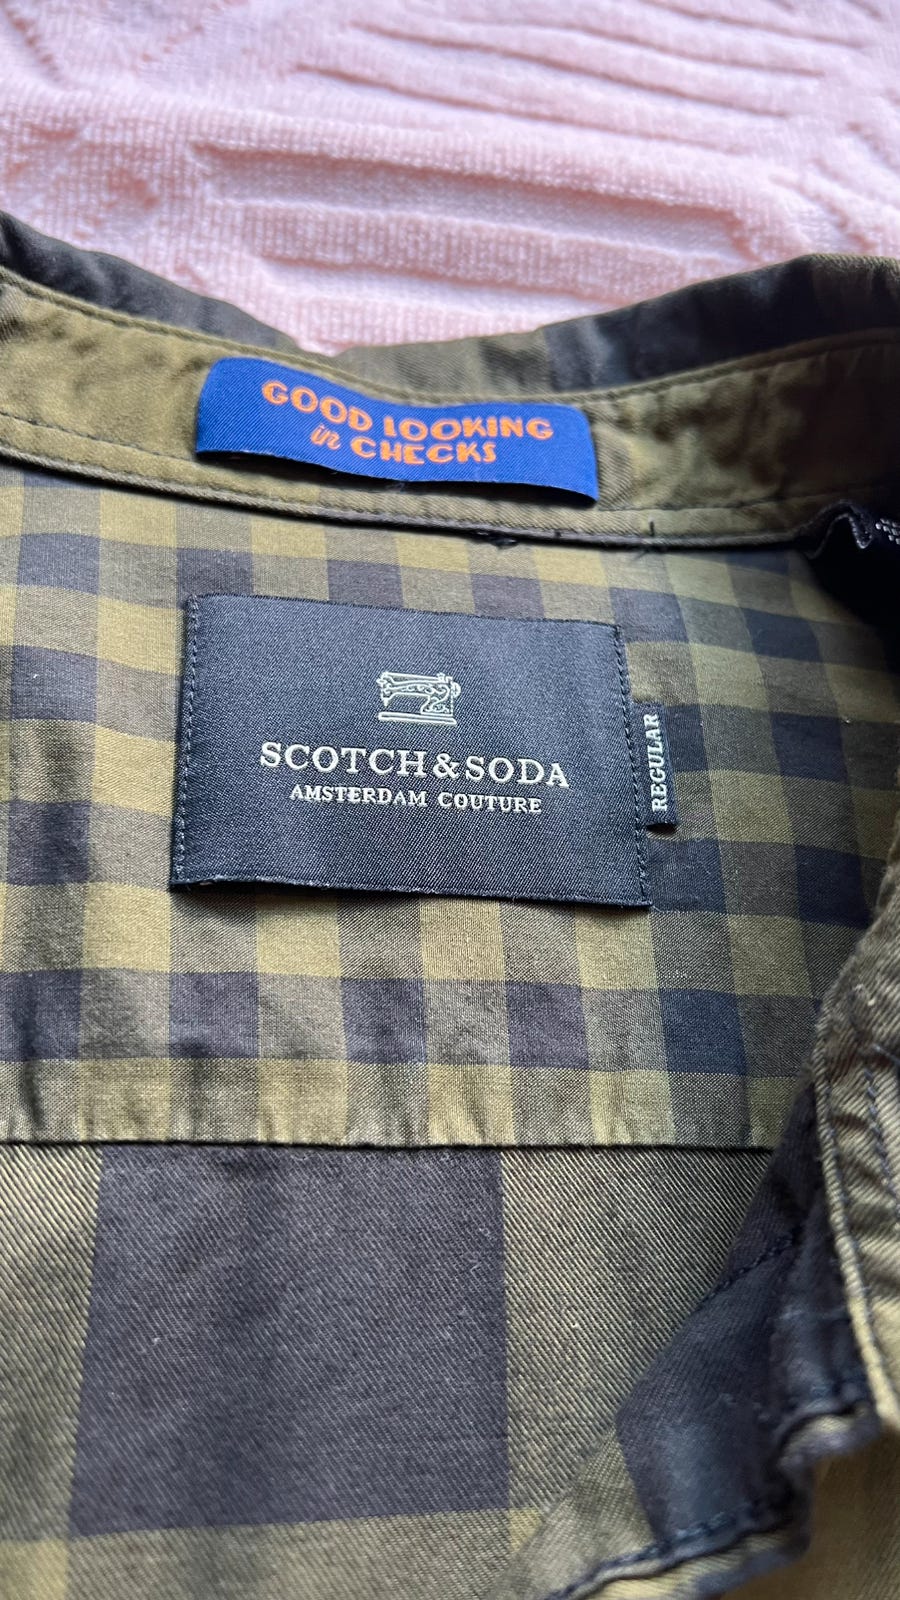 GOOD LOOKING
in CHECKS
SCOTCH & SODA
AMSTERDAM COUTURE
REGULAR